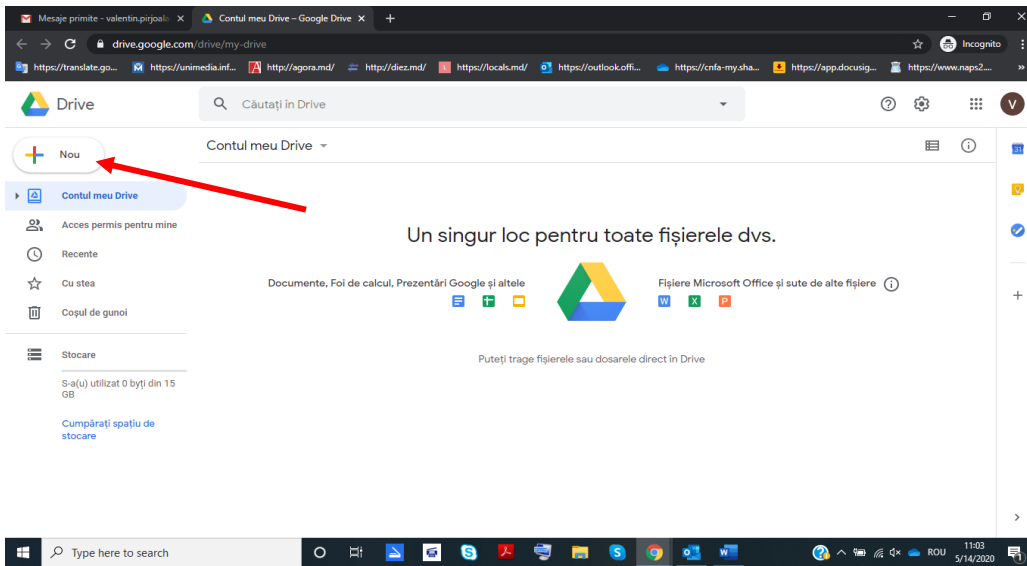 Mesaje primite - valentin.pirjoala
Contul meu Drive – Google Drive
drive.google.com/drive/my-drive
Incognito
https://translate.go...
https://unimedia.inf...
http://agora.md/
http://diez.md/
https://locals.md/
https://outlook.offi...
https://cnfa-my.sha...
https://app.docusig...
https://www.naps2....
Drive
Căutați în Drive
V
Nou
Contul meu Drive
31
Contul meu Drive
Acces permis pentru mine
Recente
Cu stea
Coșul de gunoi
Stocare
S-a(u) utilizat 0 byți din 15
GB
Cumpărați spațiu de
stocare
Un singur loc pentru toate fișierele dvs.
Documente, Foi de calcul, Prezentări Google și altele
Fișiere Microsoft Office și sute de alte fișiere
W X P
Puteți trage fișierele sau dosarele direct în Drive
Type here to search
ROU
11:03
5/14/2020